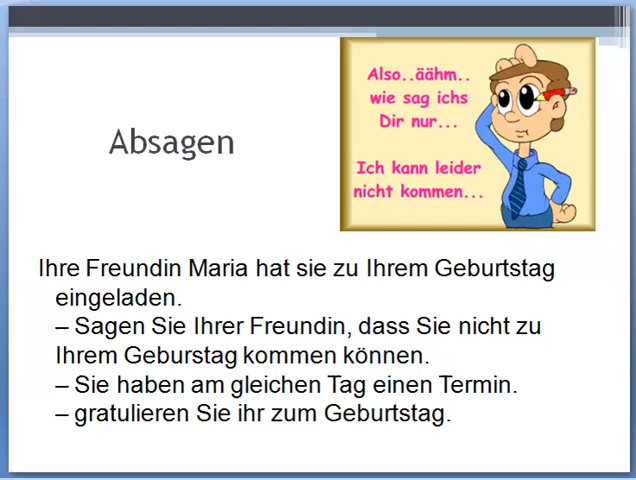 Absagen
Also..äähm..
wie sag ichs
Dir nur...
Ich kann leider
nicht kommen...
Ihre Freundin Maria hat sie zu Ihrem Geburtstag
eingeladen.
– Sagen Sie Ihrer Freundin, dass Sie nicht zu
Ihrem Geburstag kommen können.
– Sie haben am gleichen Tag einen Termin.
– gratulieren Sie ihr zum Geburtstag.